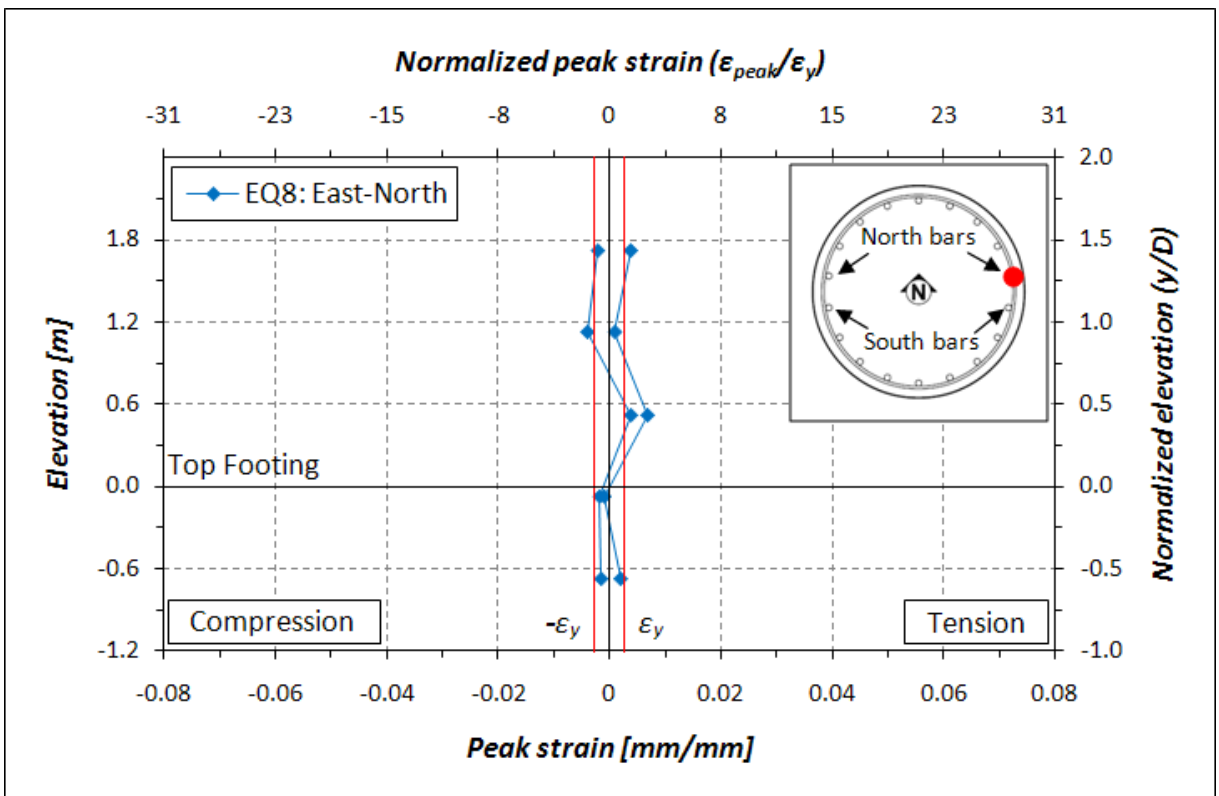 Normalized peak strain (εpeak/εy)
-31 -23 -15 -8 0 8 15 23 31
EQ8: East-North
2.0
1.8 1.5
1.2 1.0
0.6 0.5
0.0 0.0
-0.6 -0.5
-1.2 -1.0
Elevation [m]
Normalized elevation (y/D)
North bars
N
South bars
Top Footing
Compression
-εy εy
Tension
-0.08 -0.06 -0.04 -0.02 0 0.02 0.04 0.06 0.08
Peak strain [mm/mm]